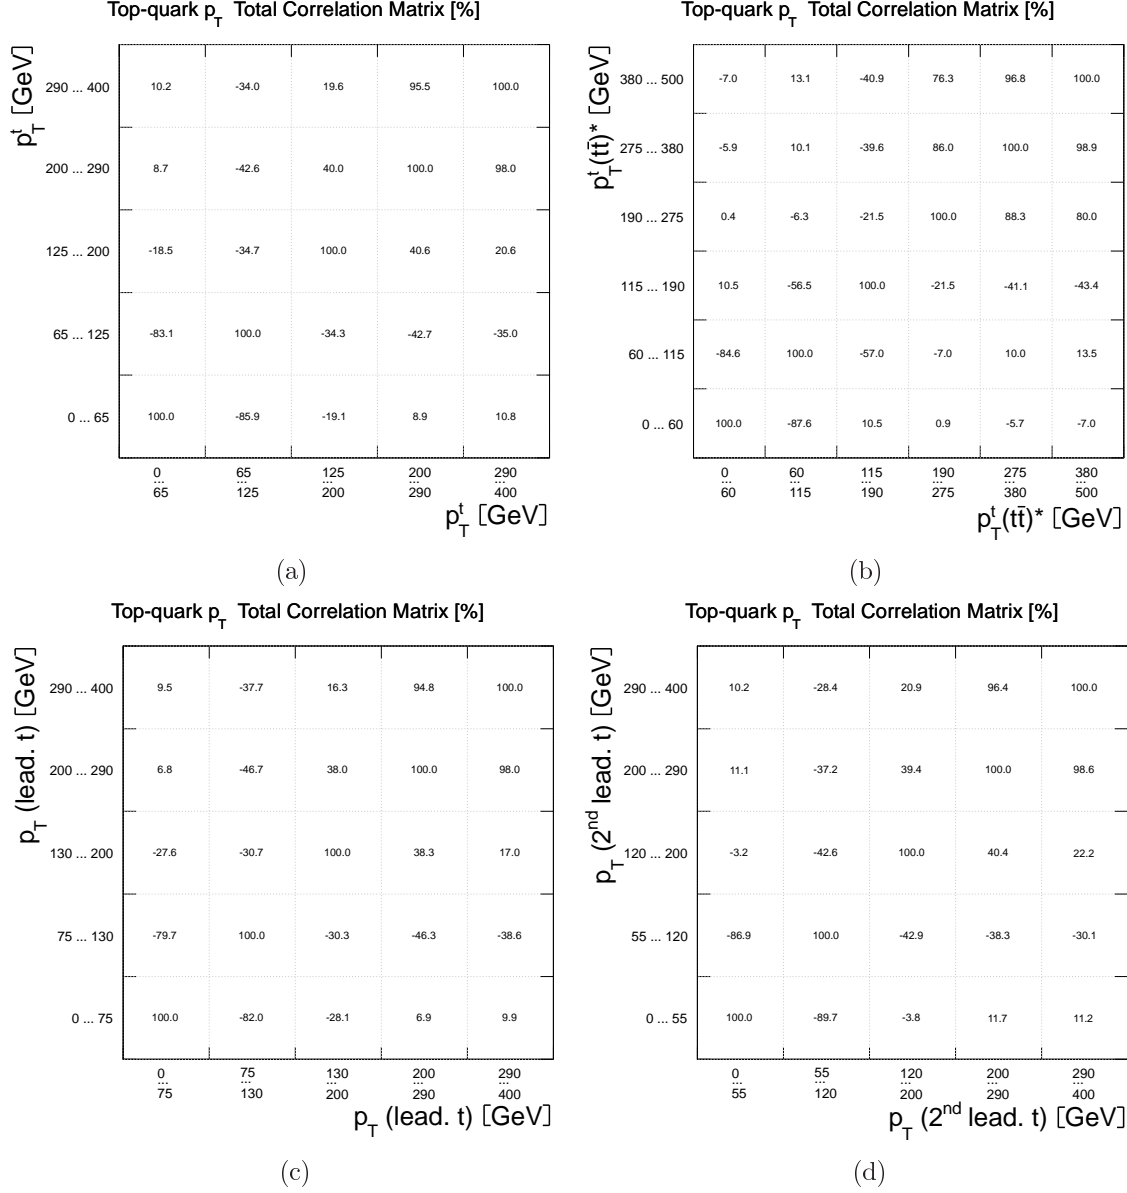 Top-quark p_T Total Correlation Matrix [%]
p_T^t [GeV]
290 ... 400 10.2 -34.0 19.6 95.5 100.0
200 ... 290 8.7 -42.6 40.0 100.0 98.0
125 ... 200 -18.5 -34.7 100.0 40.6 20.6
65 ... 125 -83.1 100.0 -34.3 -42.7 -35.0
0 ... 65 100.0 -85.9 -19.1 8.9 10.8
0 65 125 200 290
... ... ... ... ...
65 125 200 290 400
p_T^t [GeV]
(a)
Top-quark p_T Total Correlation Matrix [%]
p_T^t(tt̄)* [GeV]
380 ... 500 -7.0 13.1 -40.9 76.3 96.8 100.0
275 ... 380 -5.9 10.1 -39.6 86.0 100.0 98.9
190 ... 275 0.4 -6.3 -21.5 100.0 88.3 80.0
115 ... 190 10.5 -56.5 100.0 -21.5 -41.1 -43.4
60 ... 115 -84.6 100.0 -57.0 -7.0 10.0 13.5
0 ... 60 100.0 -87.6 10.5 0.9 -5.7 -7.0
0 60 115 190 275 380
... ... ... ... ... ...
60 115 190 275 380 500
p_T^t(tt̄)* [GeV]
(b)
Top-quark p_T Total Correlation Matrix [%]
p_T (lead. t) [GeV]
290 ... 400 9.5 -37.7 16.3 94.8 100.0
200 ... 290 6.8 -46.7 38.0 100.0 98.0
130 ... 200 -27.6 -30.7 100.0 38.3 17.0
75 ... 130 -79.7 100.0 -30.3 -46.3 -38.6
0 ... 75 100.0 -82.0 -28.1 6.9 9.9
0 75 130 200 290
... ... ... ... ...
75 130 200 290 400
p_T (lead. t) [GeV]
(c)
Top-quark p_T Total Correlation Matrix [%]
p_T (2^nd lead. t) [GeV]
290 ... 400 10.2 -28.4 20.9 96.4 100.0
200 ... 290 11.1 -37.2 39.4 100.0 98.6
120 ... 200 -3.2 -42.6 100.0 40.4 22.2
55 ... 120 -86.9 100.0 -42.9 -38.3 -30.1
0 ... 55 100.0 -89.7 -3.8 11.7 11.2
0 55 120 200 290
... ... ... ... ...
55 120 200 290 400
p_T (2^nd lead. t) [GeV]
(d)